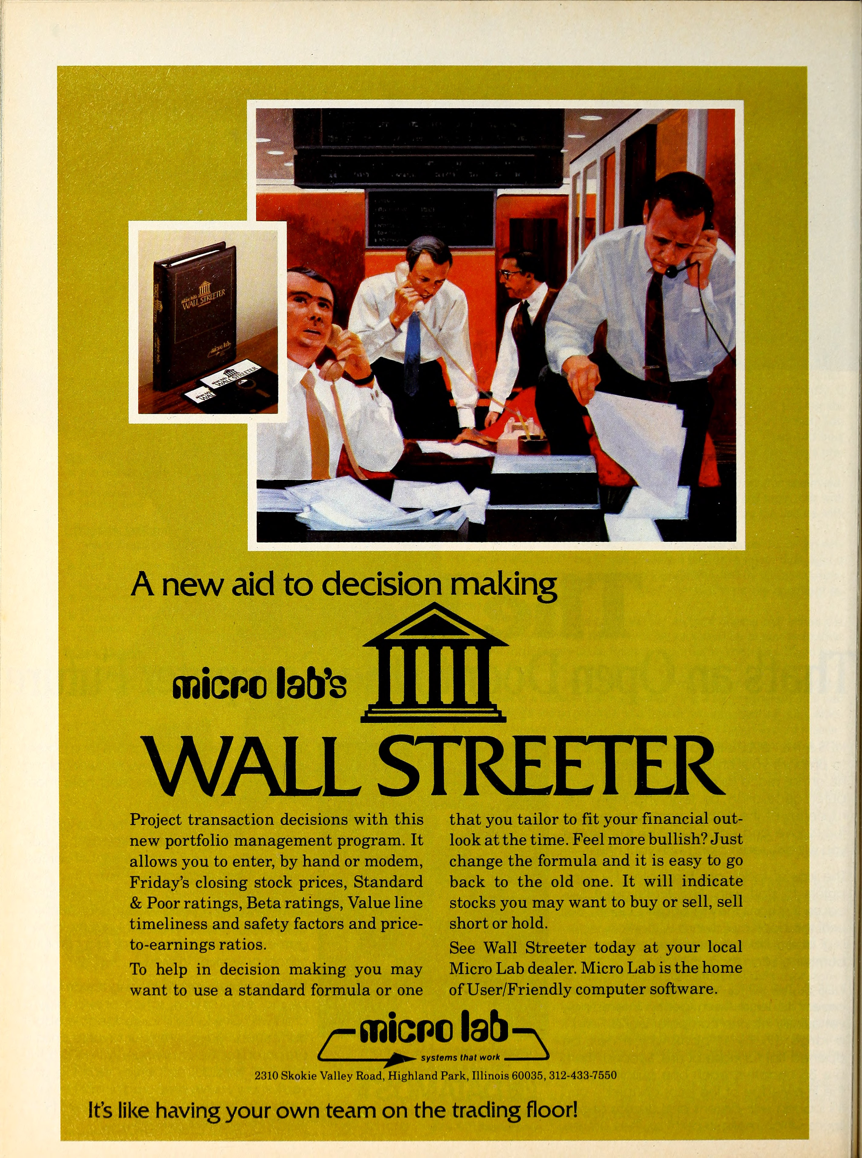 micro lab's
WALL STREETER
micro lab
WALL STREETER
A new aid to decision making
micro lab's
WALL STREETER
Project transaction decisions with this
new portfolio management program. It
allows you to enter, by hand or modem,
Friday's closing stock prices, Standard
& Poor ratings, Beta ratings, Value line
timeliness and safety factors and price-
to-earnings ratios.
To help in decision making you may
want to use a standard formula or one
that you tailor to fit your financial out-
look at the time. Feel more bullish? Just
change the formula and it is easy to go
back to the old one. It will indicate
stocks you may want to buy or sell, sell
short or hold.
See Wall Streeter today at your local
Micro Lab dealer. Micro Lab is the home
of User/Friendly computer software.
micro lab
systems that work
2310 Skokie Valley Road, Highland Park, Illinois 60035, 312-433-7550
It's like having your own team on the trading floor!